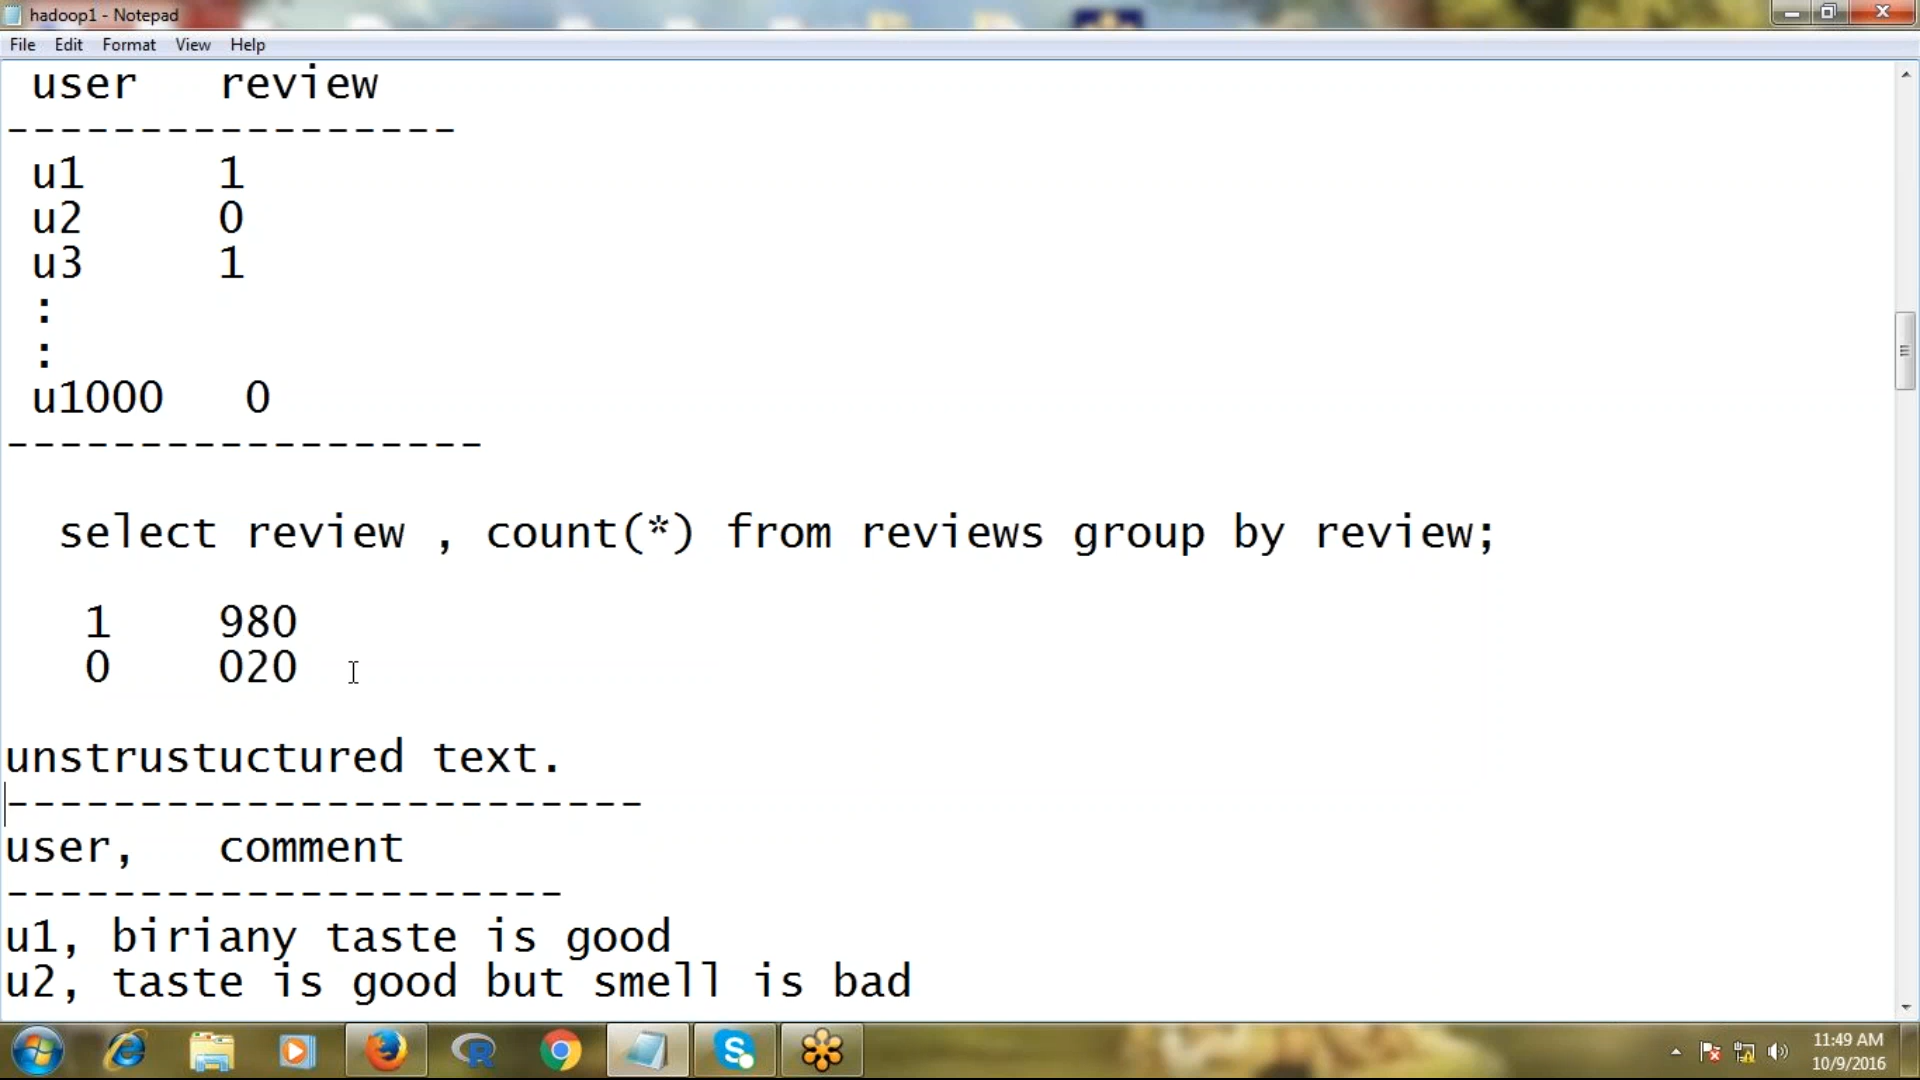 hadoop1 - Notepad
File Edit Format View Help
user review
-----------------
u1 1
u2 0
u3 1
:
:
u1000 0
------------------
select review , count(*) from reviews group by review;
1 980
0 020
unstrustuctured text.
------------------------
user, comment
---------------------
u1, biriany taste is good
u2, taste is good but smell is bad
11:49 AM
10/9/2016